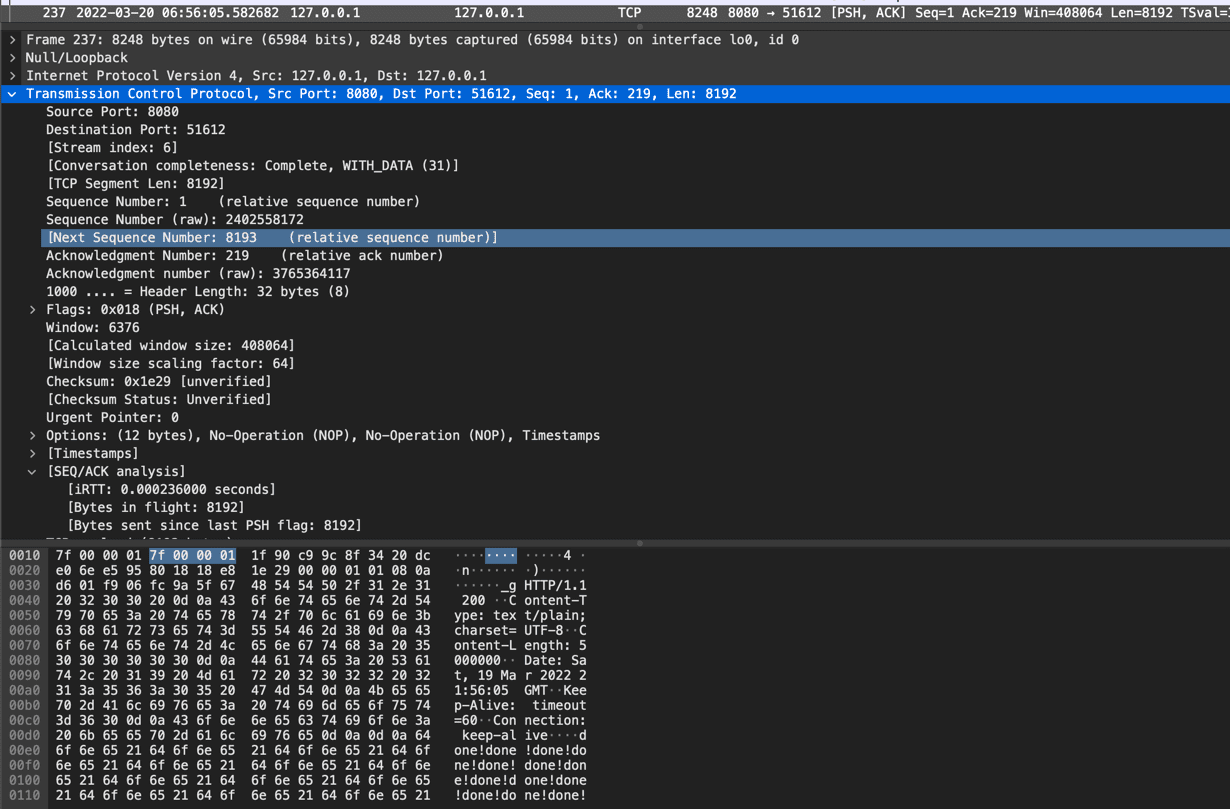 237 2022-03-20 06:56:05.582682 127.0.0.1 127.0.0.1 TCP 8248 8080 → 51612 [PSH, ACK] Seq=1 Ack=219 Win=408064 Len=8192 TSval=
Frame 237: 8248 bytes on wire (65984 bits), 8248 bytes captured (65984 bits) on interface lo0, id 0
Null/Loopback
Internet Protocol Version 4, Src: 127.0.0.1, Dst: 127.0.0.1
Transmission Control Protocol, Src Port: 8080, Dst Port: 51612, Seq: 1, Ack: 219, Len: 8192
Source Port: 8080
Destination Port: 51612
[Stream index: 6]
[Conversation completeness: Complete, WITH_DATA (31)]
[TCP Segment Len: 8192]
Sequence Number: 1 (relative sequence number)
Sequence Number (raw): 2402558172
[Next Sequence Number: 8193 (relative sequence number)]
Acknowledgment Number: 219 (relative ack number)
Acknowledgment number (raw): 3765364117
1000 .... = Header Length: 32 bytes (8)
Flags: 0x018 (PSH, ACK)
Window: 6376
[Calculated window size: 408064]
[Window size scaling factor: 64]
Checksum: 0x1e29 [unverified]
[Checksum Status: Unverified]
Urgent Pointer: 0
Options: (12 bytes), No-Operation (NOP), No-Operation (NOP), Timestamps
[Timestamps]
[SEQ/ACK analysis]
[iRTT: 0.000236000 seconds]
[Bytes in flight: 8192]
[Bytes sent since last PSH flag: 8192]
0010 7f 00 00 01 7f 00 00 01 1f 90 c9 9c 8f 34 20 dc ········ ·····4 ·
0020 e0 6e e5 95 80 18 18 e8 1e 29 00 00 01 01 08 0a ·n······ ·)······
0030 d6 01 f9 06 fc 9a 5f 67 48 54 54 50 2f 31 2e 31 ······_g HTTP/1.1
0040 20 32 30 30 20 0d 0a 43 6f 6e 74 65 6e 74 2d 54 200 ··C ontent-T
0050 79 70 65 3a 20 74 65 78 74 2f 70 6c 61 69 6e 3b ype: tex t/plain;
0060 63 68 61 72 73 65 74 3d 55 54 46 2d 38 0d 0a 43 charset= UTF-8··C
0070 6f 6e 74 65 6e 74 2d 4c 65 6e 67 74 68 3a 20 35 ontent-L ength: 5
0080 30 30 30 30 30 30 0d 0a 44 61 74 65 3a 20 53 61 000000·· Date: Sa
0090 74 2c 20 31 39 20 4d 61 72 20 32 30 32 32 20 32 t, 19 Ma r 2022 2
00a0 31 3a 35 36 3a 30 35 20 47 4d 54 0d 0a 4b 65 65 1:56:05 GMT··Kee
00b0 70 2d 41 6c 69 76 65 3a 20 74 69 6d 65 6f 75 74 p-Alive: timeout
00c0 3d 36 30 0d 0a 43 6f 6e 6e 65 63 74 69 6f 6e 3a =60··Con nection:
00d0 20 6b 65 65 70 2d 61 6c 69 76 65 0d 0a 0d 0a 64 keep-al ive····d
00e0 6f 6e 65 21 64 6f 6e 65 21 64 6f 6e 65 21 64 6f one!done !done!do
00f0 6e 65 21 64 6f 6e 65 21 64 6f 6e 65 21 64 6f 6e ne!done! done!don
0100 65 21 64 6f 6e 65 21 64 6f 6e 65 21 64 6f 6e 65 e!done!d one!done
0110 21 64 6f 6e 65 21 64 6f 6e 65 21 64 6f 6e 65 21 !done!do ne!done!